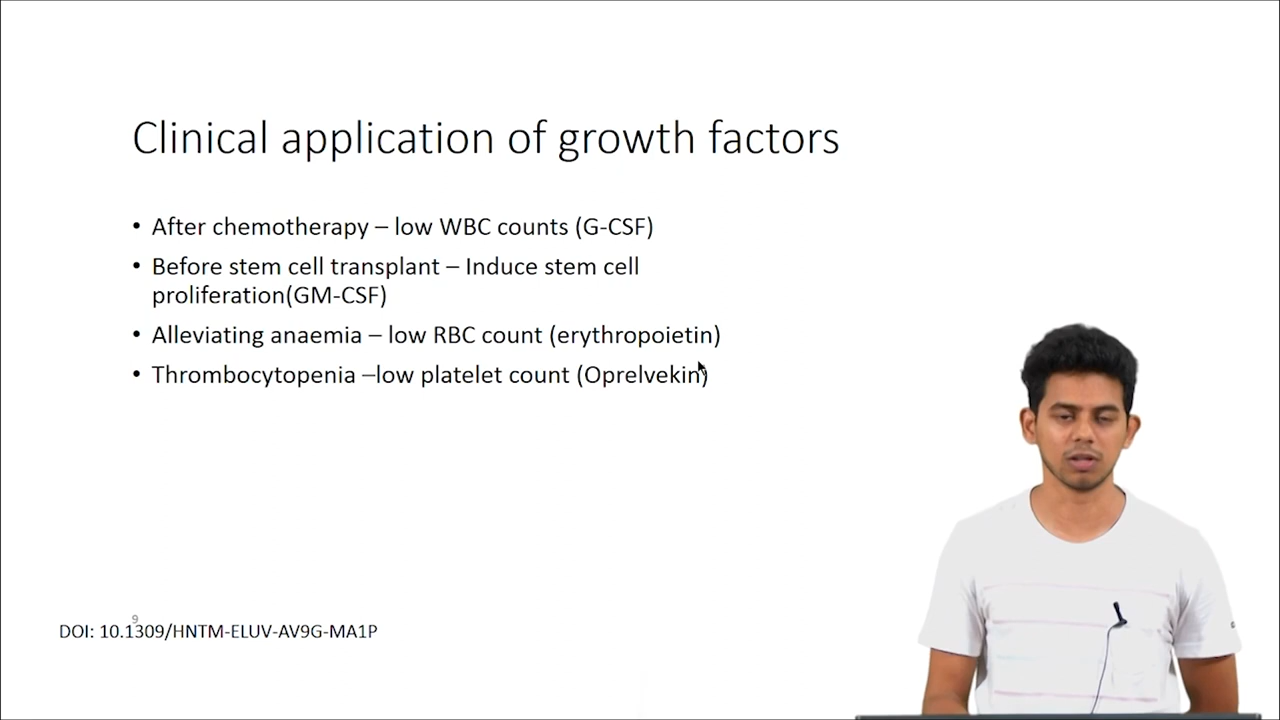 Clinical application of growth factors
• After chemotherapy – low WBC counts (G-CSF)
• Before stem cell transplant – Induce stem cell
proliferation(GM-CSF)
• Alleviating anaemia – low RBC count (erythropoietin)
• Thrombocytopenia –low platelet count (Oprelvekin)
9
DOI: 10.1309/HNTM-ELUV-AV9G-MA1P